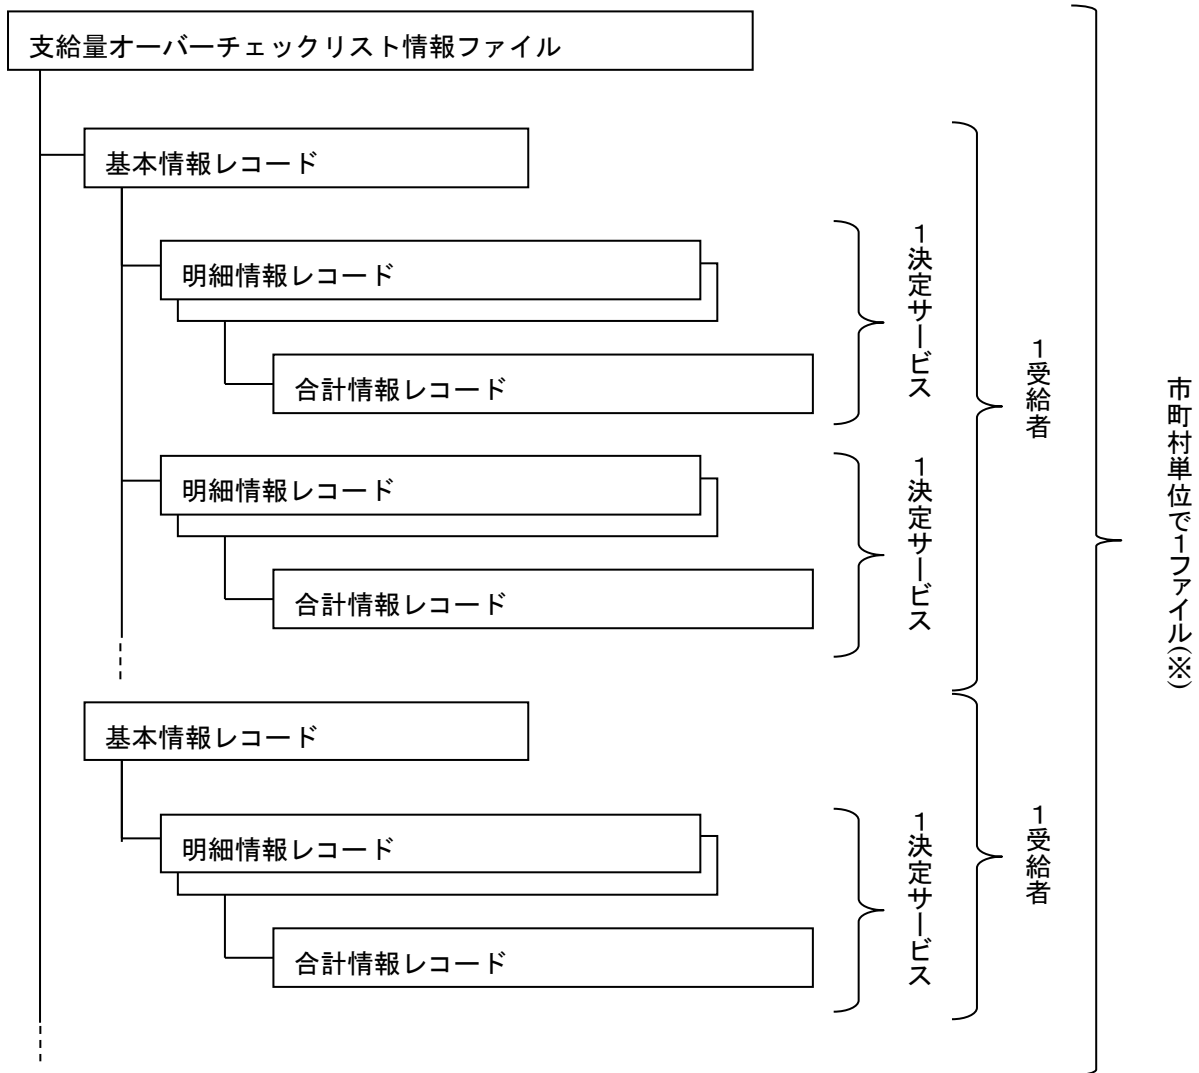 支給量オーバーチェックリスト情報ファイル
基本情報レコード
明細情報レコード
合計情報レコード
1決定サービス
明細情報レコード
合計情報レコード
1決定サービス
1受給者
基本情報レコード
明細情報レコード
合計情報レコード
1決定サービス
1受給者
市町村単位で1ファイル(※)